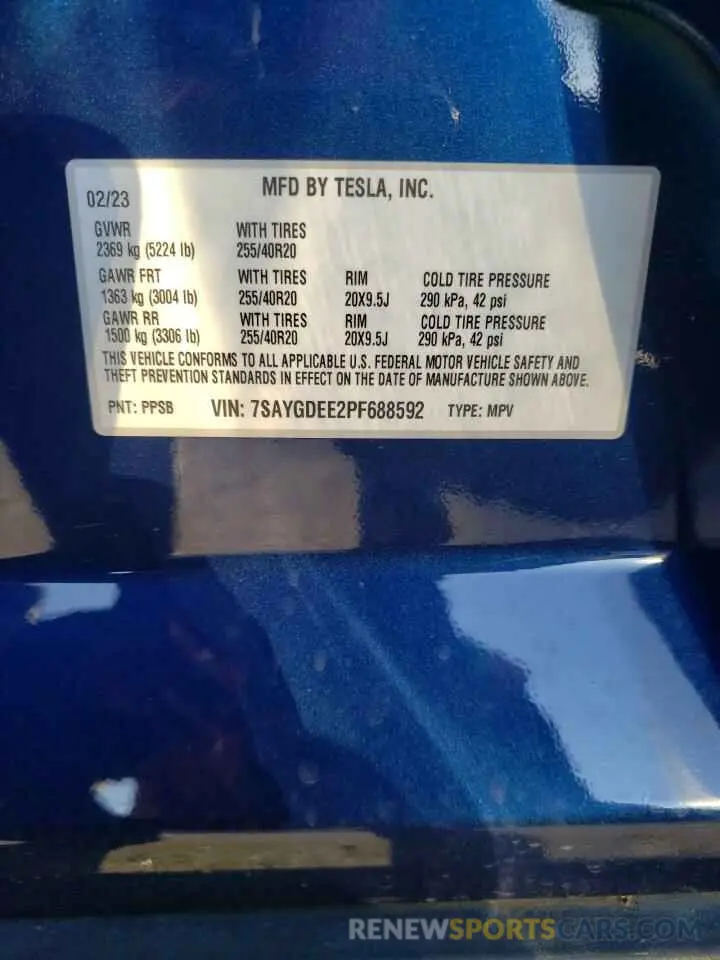 MFD BY TESLA, INC.
02/23
GVWR WITH TIRES
2369 kg (5224 lb) 255/40R20
GAWR FRT WITH TIRES RIM COLD TIRE PRESSURE
1363 kg (3004 lb) 255/40R20 20X9.5J 290 kPa, 42 psi
GAWR RR WITH TIRES RIM COLD TIRE PRESSURE
1500 kg (3306 lb) 255/40R20 20X9.5J 290 kPa, 42 psi
THIS VEHICLE CONFORMS TO ALL APPLICABLE U.S. FEDERAL MOTOR VEHICLE SAFETY AND
THEFT PREVENTION STANDARDS IN EFFECT ON THE DATE OF MANUFACTURE SHOWN ABOVE.
PNT: PPSB VIN: 7SAYGDEE2PF688592 TYPE: MPV
RENEWSPORTSCARS.COM